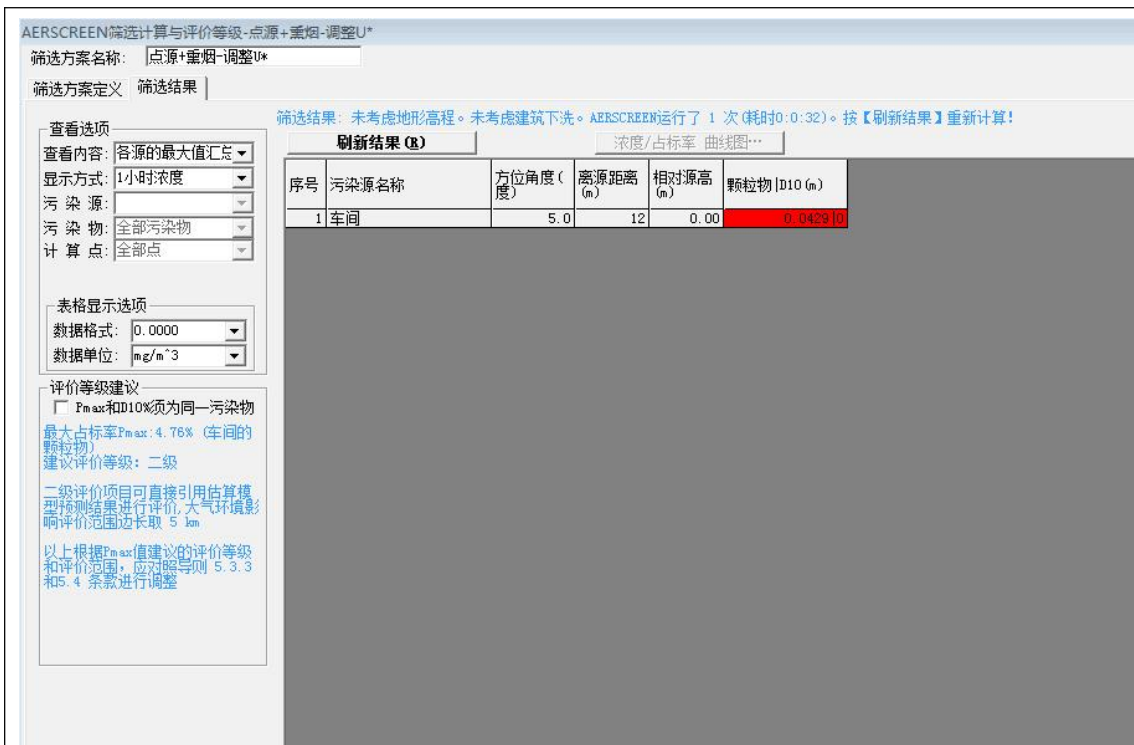 AERSCREEN筛选计算与评价等级-点源+熏烟-调整U*
筛选方案名称: 点源+重烟-调整U*
筛选方案定义 筛选结果
筛选结果: 未考虑地形高程。未考虑建筑下洗。AERSCREEN运行了 1 次(耗时0:0:32)。按【刷新结果】重新计算!
刷新结果(R) 浓度/占标率 曲线图…
查看选项
查看内容: 各源的最大值汇总
显示方式: 1小时浓度
污 染 源:
污 染 物: 全部污染物
计 算 点: 全部点
表格显示选项
数据格式: 0.0000
数据单位: mg/m^3
评价等级建议
Pmax和D10%须为同一污染物
最大占标率Pmax:4.76% (车间的
颗粒物)
建议评价等级: 二级
二级评价项目可直接引用估算模
型预测结果进行评价,大气环境影
响评价范围边长取 5 km
以上根据Pmax值建议的评价等级
和评价范围,应对照导则 5.3.3
和5.4 条款进行调整
序号 污染源名称 方位角度(度) 离源距离(m) 相对源高(m) 颗粒物|D10(m)
1 车间 5.0 12 0.00 0.0429|0